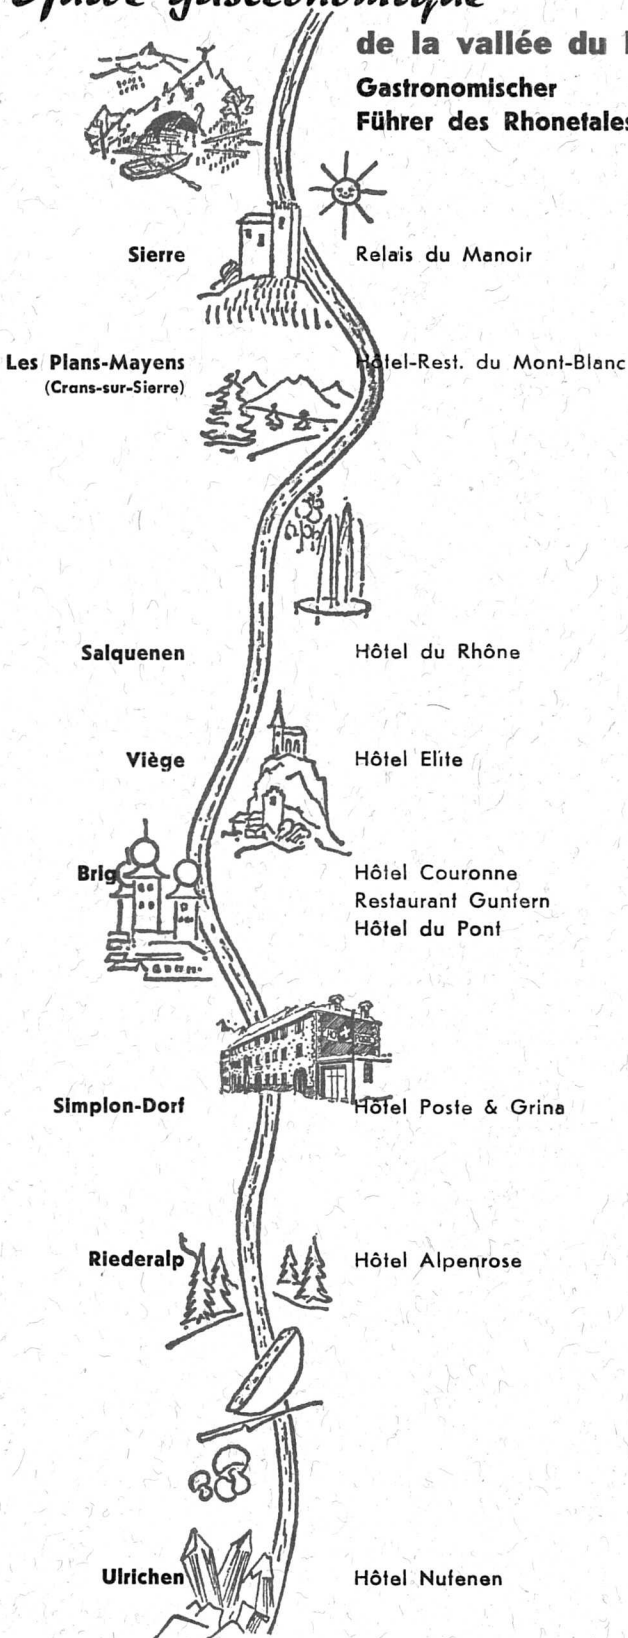 gastronomique
de la vallée du
Gastronomischer
Führer des Rhonetales
Sierre
Relais du Manoir
Les Plans-Mayens
(Crans-sur-Sierre)
Hôtel-Rest. du Mont-Blanc
Salquenen
Hôtel du Rhône
Viège
Hôtel Elite
Brig
Hôtel Couronne
Restaurant Guntern
Hôtel du Pont
Simplon-Dorf
Hôtel Poste & Grina
Riederalp
Hôtel Alpenrose
Ulrichen
Hôtel Nufenen